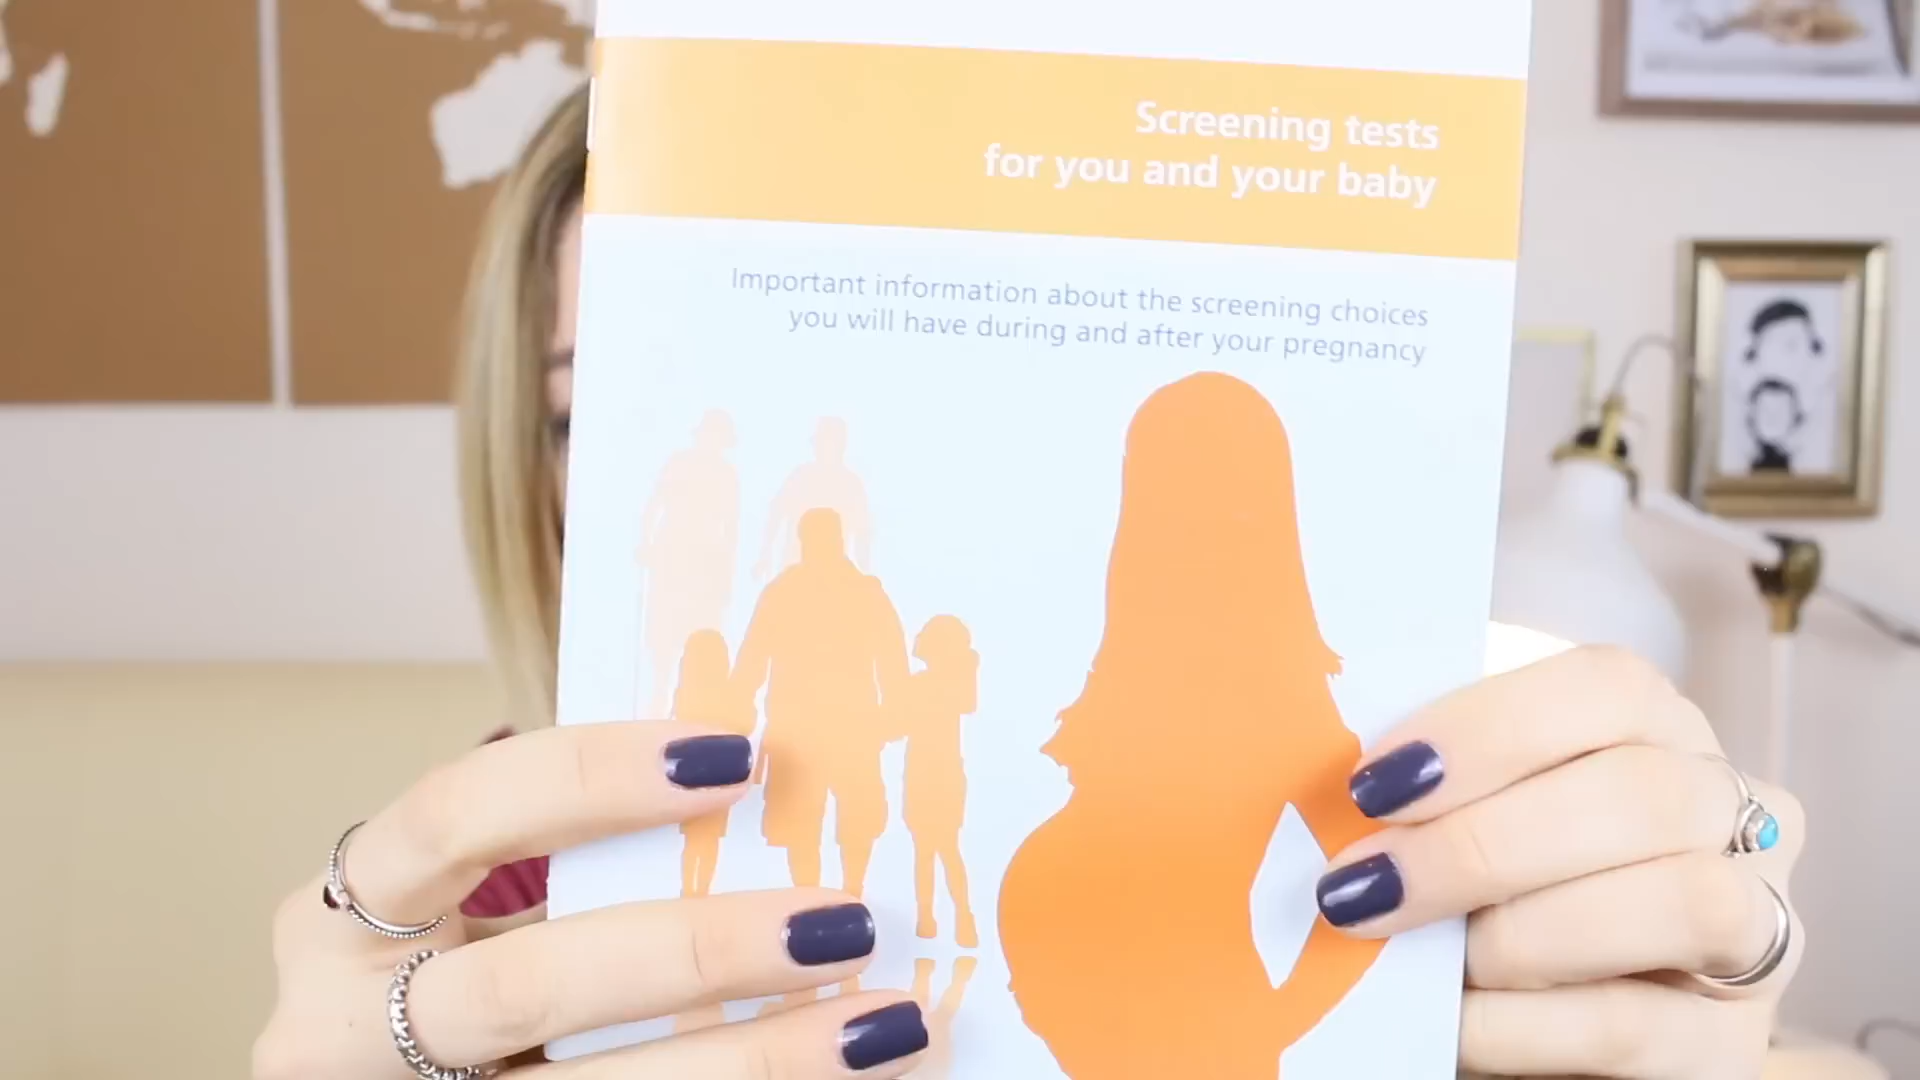 Screening tests
for you and your baby
Important information about the screening choices
you will have during and after your pregnancy